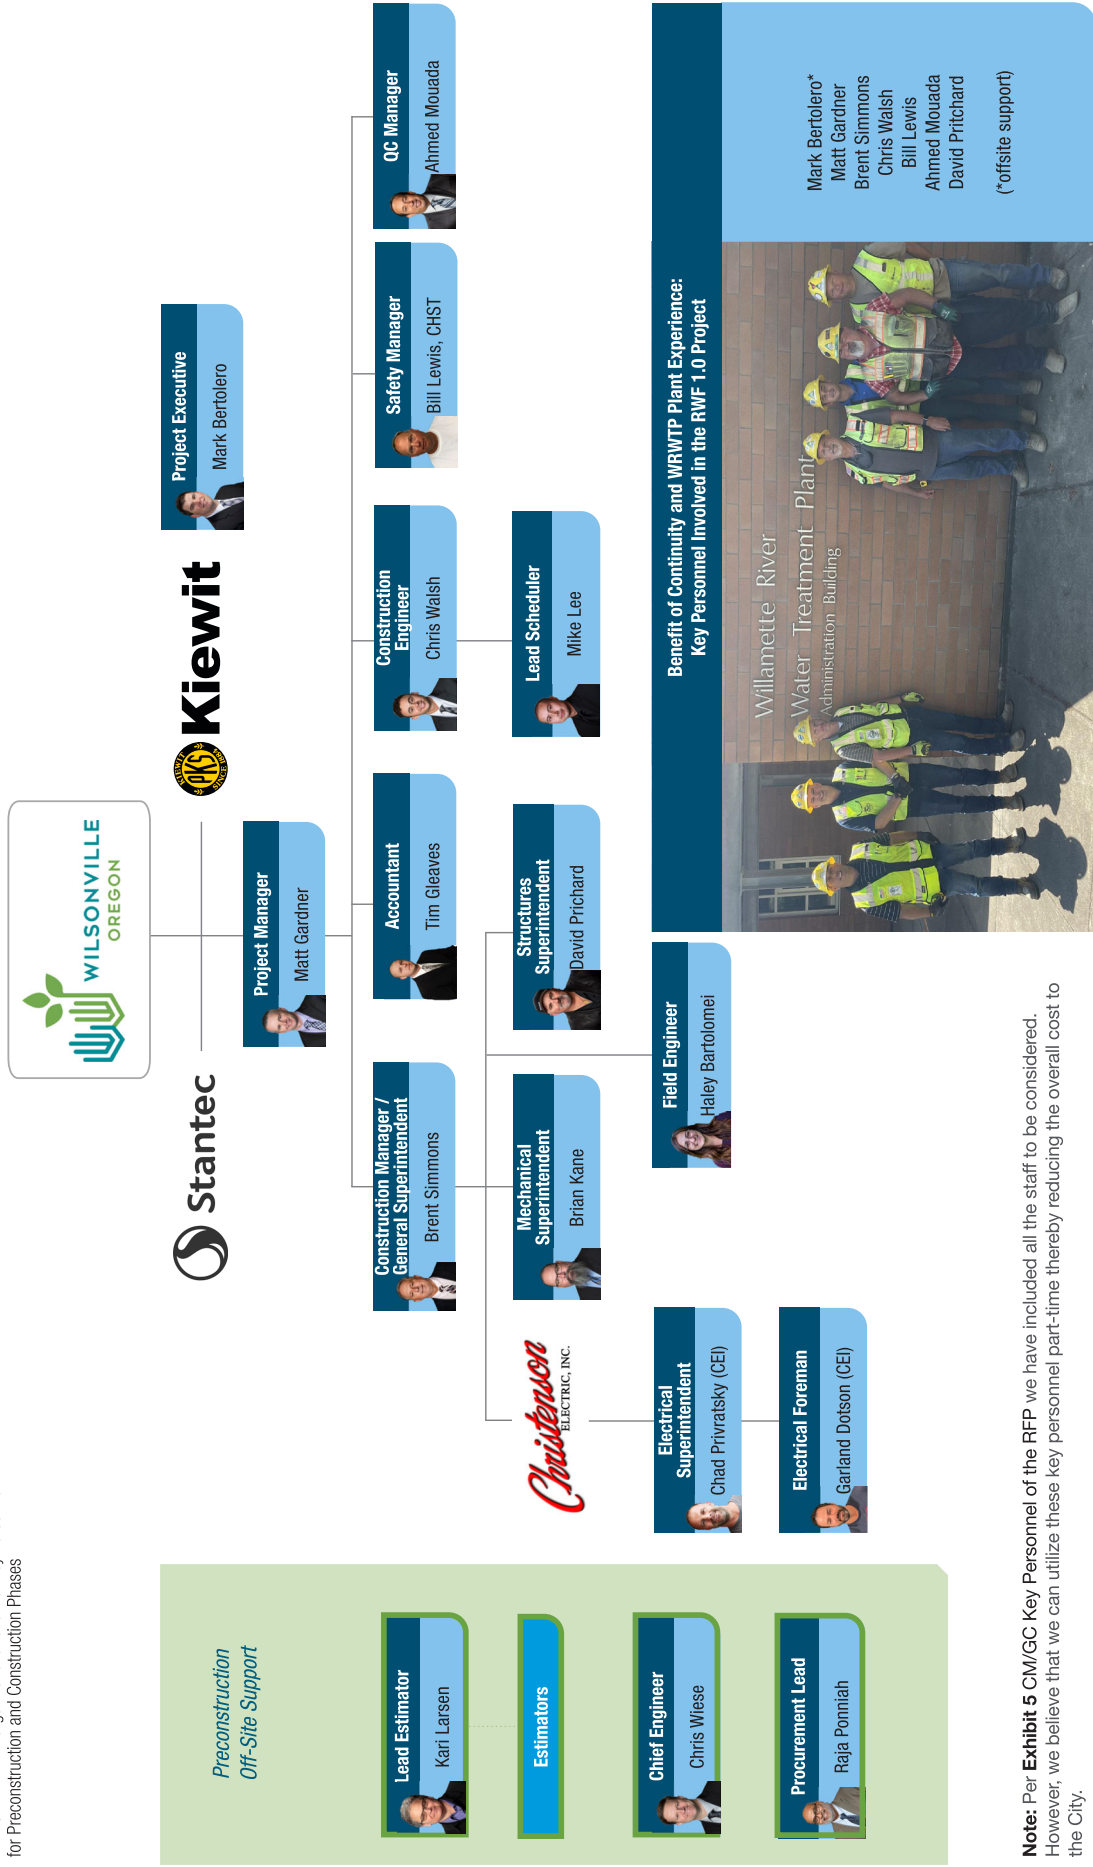 for Preconstruction and Construction Phases
WILSONVILLE
OREGON
Stantec
KIEWIT
PKS
SINCE 1884
Kiewit
Project Executive
Mark Bertolero
Project Manager
Matt Gardner
Construction Manager /
General Superintendent
Brent Simmons
Accountant
Tim Gleaves
Construction
Engineer
Chris Walsh
Safety Manager
Bill Lewis, CHST
QC Manager
Ahmed Mouada
Christenson
ELECTRIC, INC.
Mechanical
Superintendent
Brian Kane
Structures
Superintendent
David Prichard
Lead Scheduler
Mike Lee
Electrical
Superintendent
Chad Privratsky (CEI)
Field Engineer
Haley Bartolomei
Electrical Foreman
Garland Dotson (CEI)
Preconstruction
Off-Site Support
Lead Estimator
Kari Larsen
Estimators
Chief Engineer
Chris Wiese
Procurement Lead
Raja Ponniah
Benefit of Continuity and WRWTP Plant Experience:
Key Personnel Involved in the RWF 1.0 Project
Willamette River
Water Treatment Plant
Administration Building
Mark Bertolero*
Matt Gardner
Brent Simmons
Chris Walsh
Bill Lewis
Ahmed Mouada
David Pritchard
(*offsite support)
Note: Per Exhibit 5 CM/GC Key Personnel of the RFP we have included all the staff to be considered.
However, we believe that we can utilize these key personnel part-time thereby reducing the overall cost to
the City.